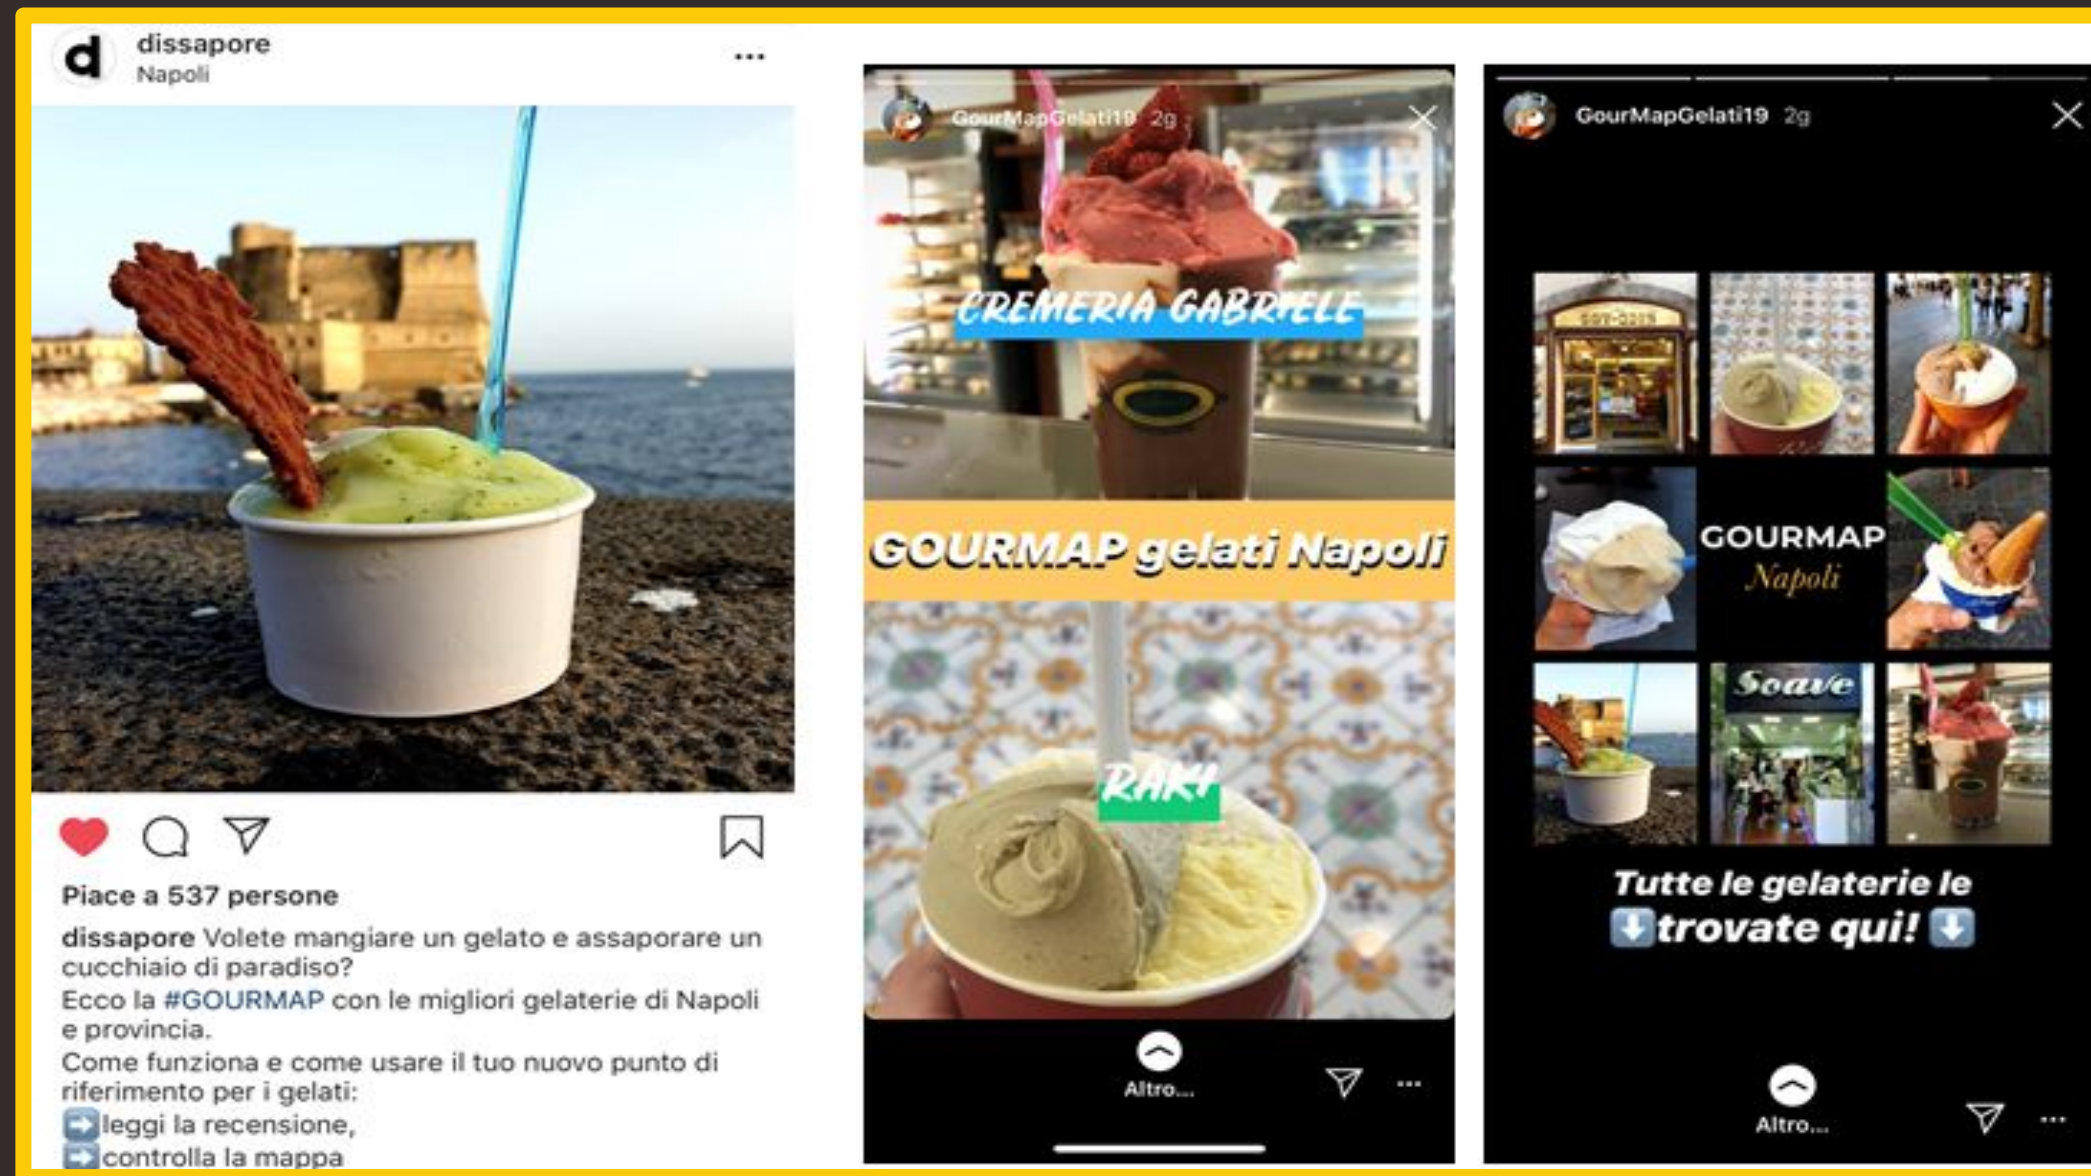 d
dissapore
Napoli
Piace a 537 persone
dissapore Volete mangiare un gelato e assaporare un
cucchiaio di paradiso?
Ecco la #GOURMAP con le migliori gelaterie di Napoli
e provincia.
Come funziona e come usare il tuo nuovo punto di
riferimento per i gelati:
➡️leggi la recensione,
➡️controlla la mappa
GourMapGelati19 2g
CREMERIA GABRIELE
GOURMAP gelati Napoli
RAKI
Altro...
GourMapGelati19 2g
GOURMAP
Napoli
Soave
Tutte le gelaterie le
⬇️trovate qui!⬇️
Altro...